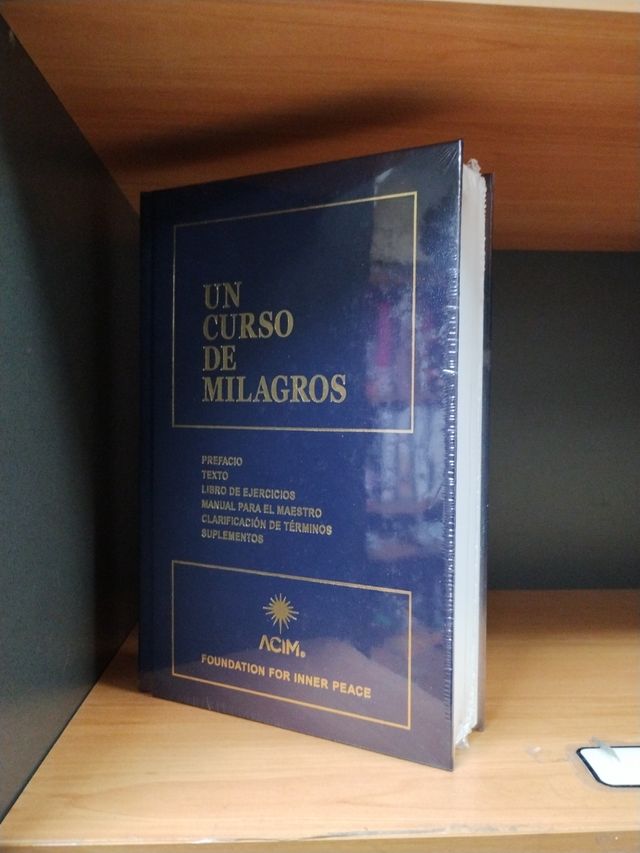 UN
CURSO
DE
MILAGROS
PREFACIO
TEXTO
LIBRO DE EJERCICIOS
MANUAL PARA EL MAESTRO
CLARIFICACIÓN DE TÉRMINOS
SUPLEMENTOS
ACIM®
FOUNDATION FOR INNER PEACE